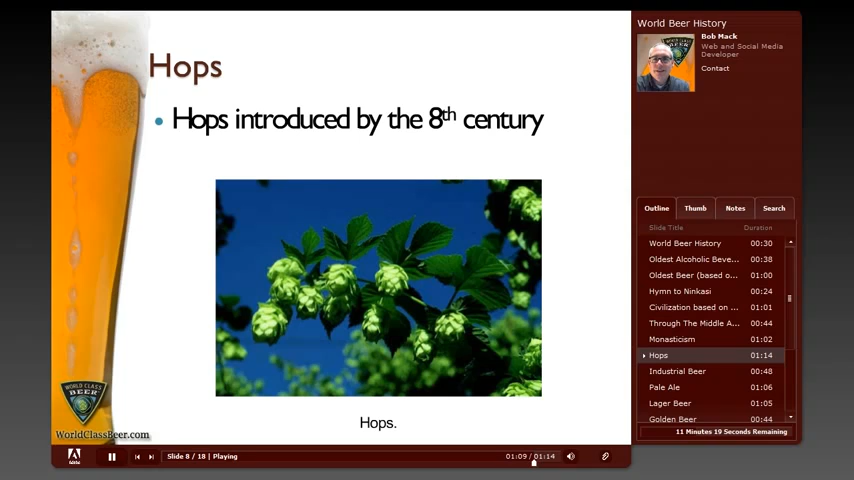 Hops
• Hops introduced by the 8th century
Hops.
WORLD CLASS
BEER
WorldClassBeer.com
Adobe
Slide 8 / 18 | Playing
01:09 / 01:14
World Beer History
Bob Mack
Web and Social Media
Developer
Contact
Outline Thumb Notes Search
Slide Title Duration
World Beer History 00:30
Oldest Alcoholic Beve... 00:38
Oldest Beer (based o... 01:00
Hymn to Ninkasi 00:24
Civilization based on ... 01:01
Through The Middle A... 00:44
Monasticism 01:02
Hops 01:14
Industrial Beer 00:48
Pale Ale 01:06
Lager Beer 01:05
Golden Beer 00:44
11 Minutes 19 Seconds Remaining